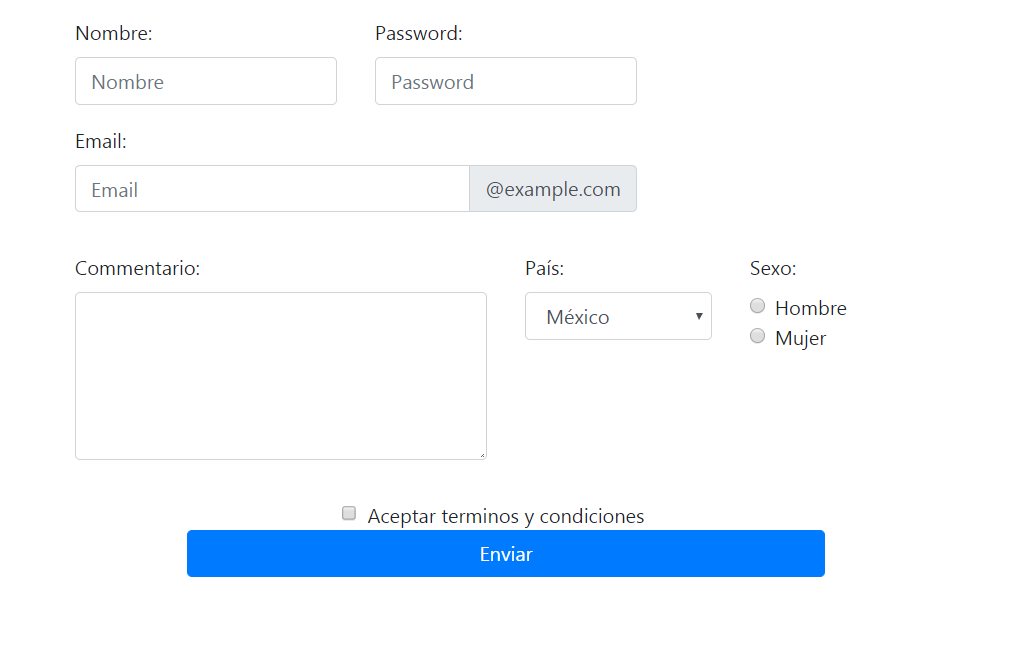 Nombre: Password:
Nombre Password
Email:
Email @example.com
Commentario: País: Sexo:
México Hombre
Mujer
Aceptar terminos y condiciones
Enviar